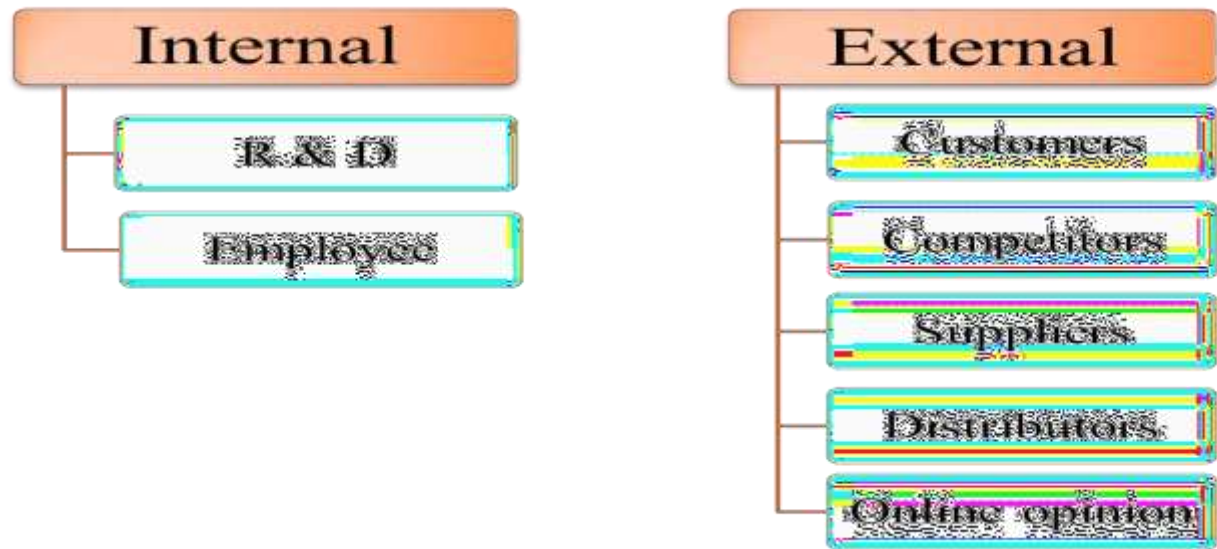 Internal
R & D
Employee
External
Customers
Competitors
Suppliers
Distributors
Online opinion